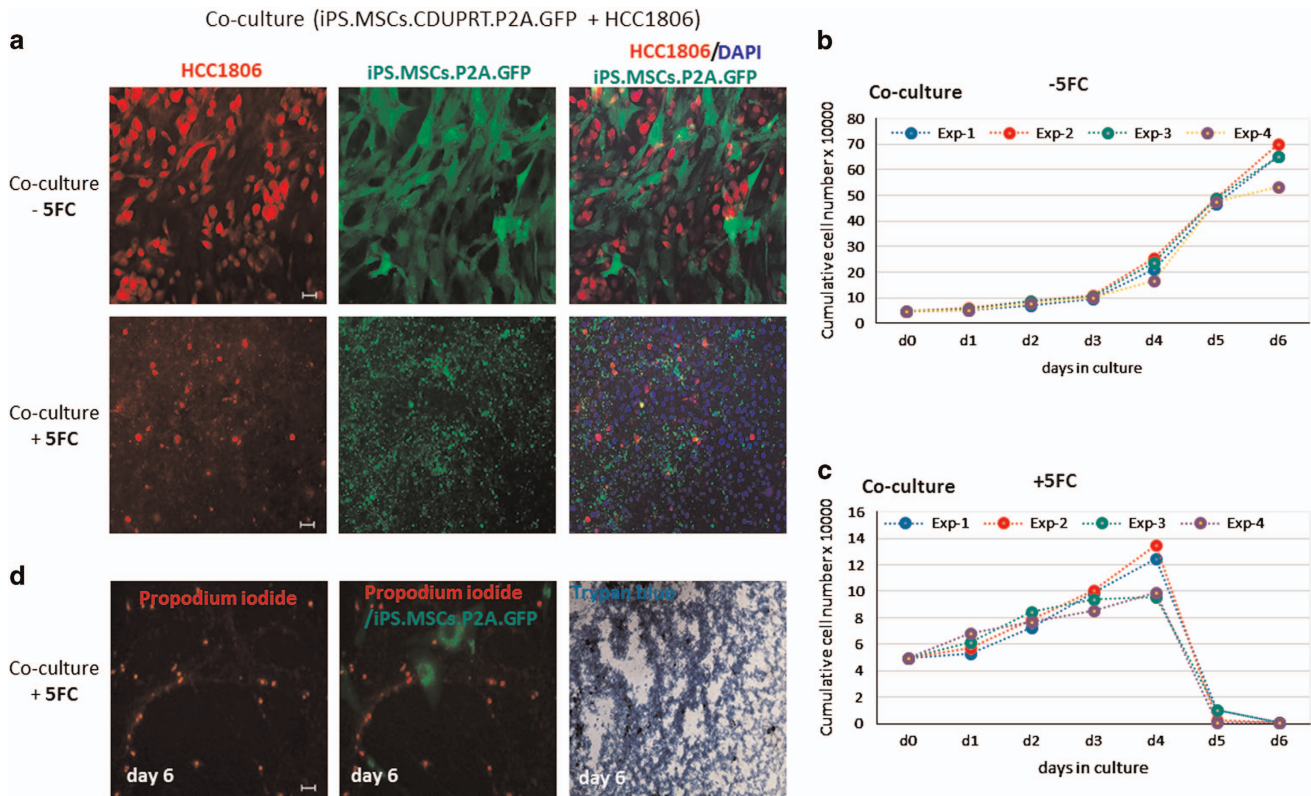 Co-culture (iPS.MSCs.CDUPRT.P2A.GFP + HCC1806)
a
HCC1806
iPS.MSCs.P2A.GFP
HCC1806/DAPI
iPS.MSCs.P2A.GFP
Co-culture
- 5FC
Co-culture
+ 5FC
b
Co-culture
-5FC
Exp-1
Exp-2
Exp-3
Exp-4
Cumulative cell number x 10000
80
70
60
50
40
30
20
10
0
d0
d1
d2
d3
d4
d5
d6
days in culture
c
Co-culture
+5FC
Exp-1
Exp-2
Exp-3
Exp-4
Cumulative cell number x 10000
16
14
12
10
8
6
4
2
0
d0
d1
d2
d3
d4
d5
d6
days in culture
d
Co-culture
+ 5FC
Propodium iodide
day 6
Propodium iodide
/iPS.MSCs.P2A.GFP
day 6
Trypan blue
day 6